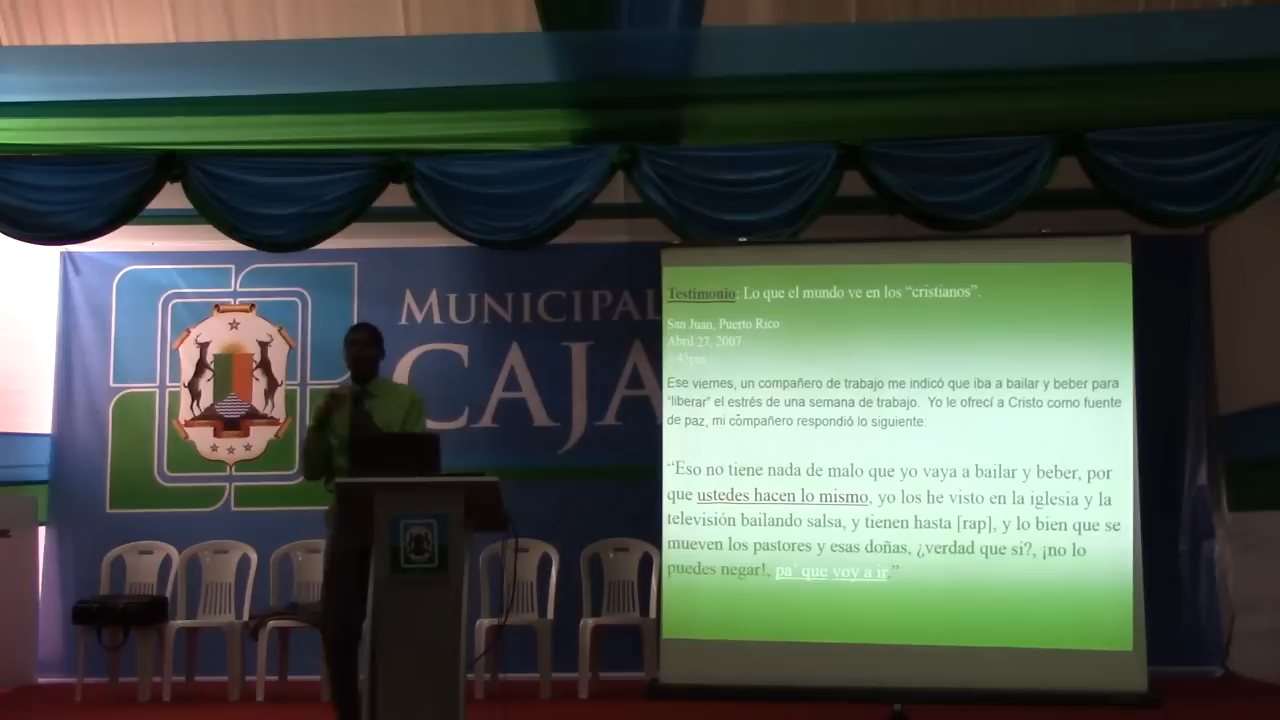 MUNICIPAL
CAJA
Testimonio: Lo que el mundo ve en los “cristianos”.
San Juan, Puerto Rico
Abril 27, 2007
Ese viernes, un compañero de trabajo me indicó que iba a bailar y beber para
“liberar” el estrés de una semana de trabajo. Yo le ofrecí a Cristo como fuente
de paz, mi compañero respondió lo siguiente:
“Eso no tiene nada de malo que yo vaya a bailar y beber, por
que ustedes hacen lo mismo, yo los he visto en la iglesia y la
televisión bailando salsa, y tienen hasta [rap], y lo bien que se
mueven los pastores y esas doñas, ¿verdad que si?, ¡no lo
puedes negar!, pa’ que voy a ir.”